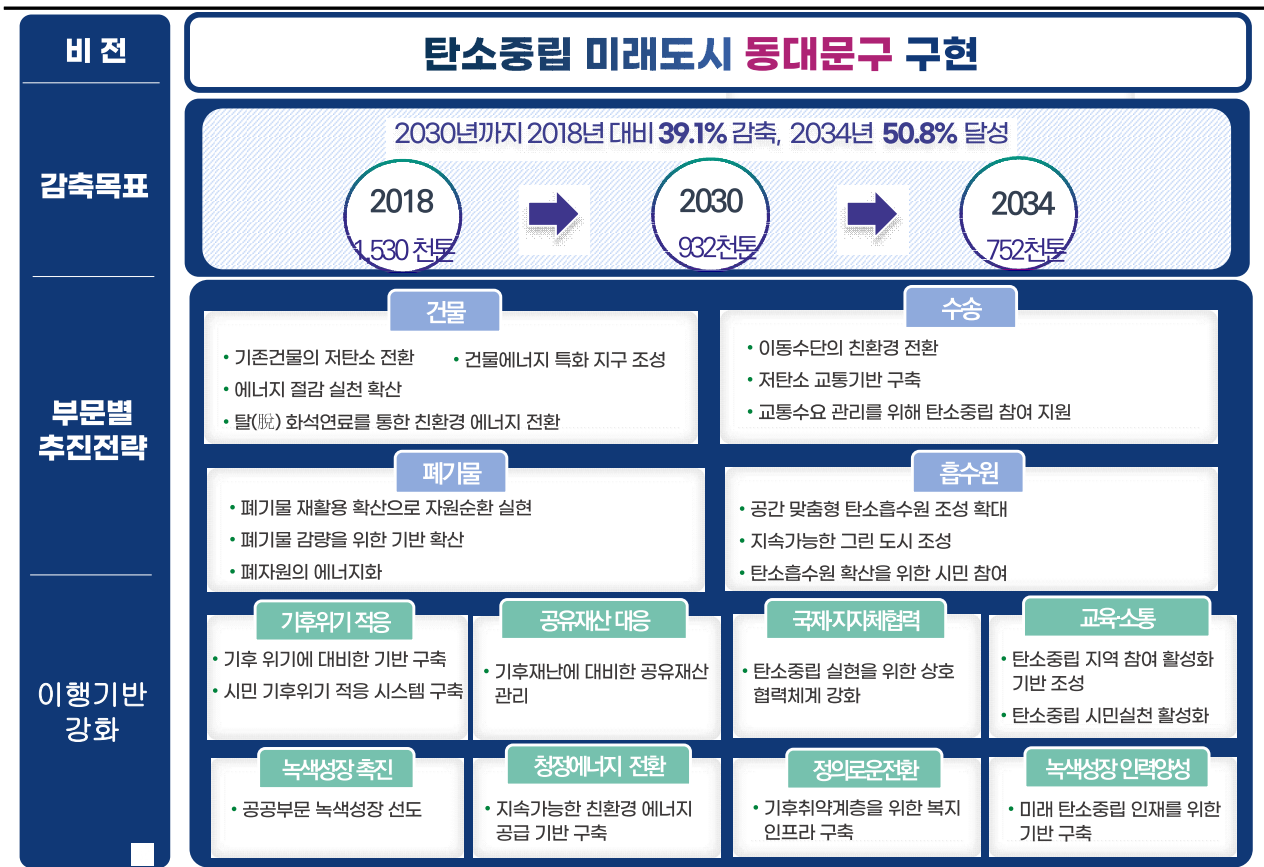 비 전
탄소중립 미래도시 동대문구 구현
감축목표
2030년까지 2018년 대비 39.1% 감축, 2034년 50.8% 달성
2018
1,530 천톤
2030
932천톤
2034
752천톤
부문별
추진전략
건물
• 기존건물의 저탄소 전환
• 건물에너지 특화 지구 조성
• 에너지 절감 실천 확산
• 탈(脫) 화석연료를 통한 친환경 에너지 전환
수송
• 이동수단의 친환경 전환
• 저탄소 교통기반 구축
• 교통수요 관리를 위해 탄소중립 참여 지원
폐기물
• 폐기물 재활용 확산으로 자원순환 실현
• 폐기물 감량을 위한 기반 확산
• 폐자원의 에너지화
흡수원
• 공간 맞춤형 탄소흡수원 조성 확대
• 지속가능한 그린 도시 조성
• 탄소흡수원 확산을 위한 시민 참여
이행기반
강화
기후위기 적응
• 기후 위기에 대비한 기반 구축
• 시민 기후위기 적응 시스템 구축
공유재산 대응
• 기후재난에 대비한 공유재산
관리
국제·지자체협력
• 탄소중립 실현을 위한 상호
협력체계 강화
교육·소통
• 탄소중립 지역 참여 활성화
기반 조성
• 탄소중립 시민실천 활성화
녹색성장 촉진
• 공공부문 녹색성장 선도
청정에너지 전환
• 지속가능한 친환경 에너지
공급 기반 구축
정의로운전환
• 기후취약계층을 위한 복지
인프라 구축
녹색성장 인력양성
• 미래 탄소중립 인재를 위한
기반 구축